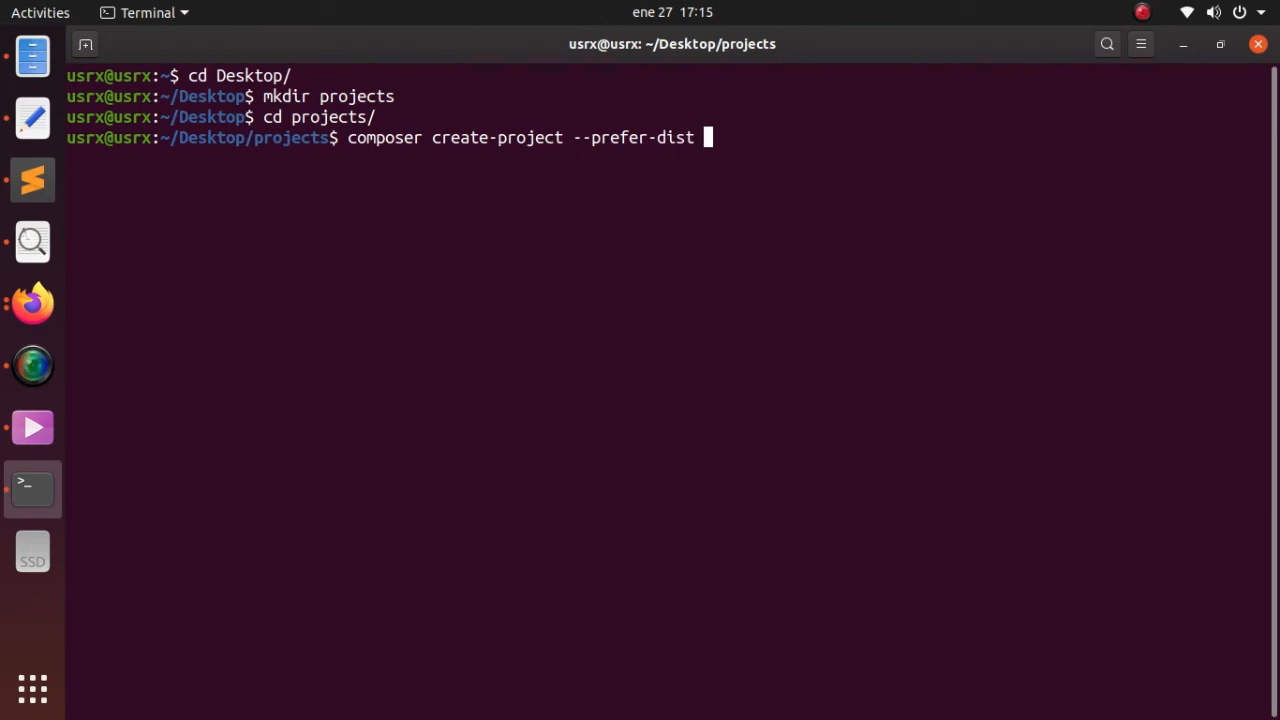 Activities
Terminal
ene 27 17:15
usrx@usrx: ~/Desktop/projects
usrx@usrx:~$ cd Desktop/
usrx@usrx:~/Desktop$ mkdir projects
usrx@usrx:~/Desktop$ cd projects/
usrx@usrx:~/Desktop/projects$ composer create-project --prefer-dist
>_
SSD